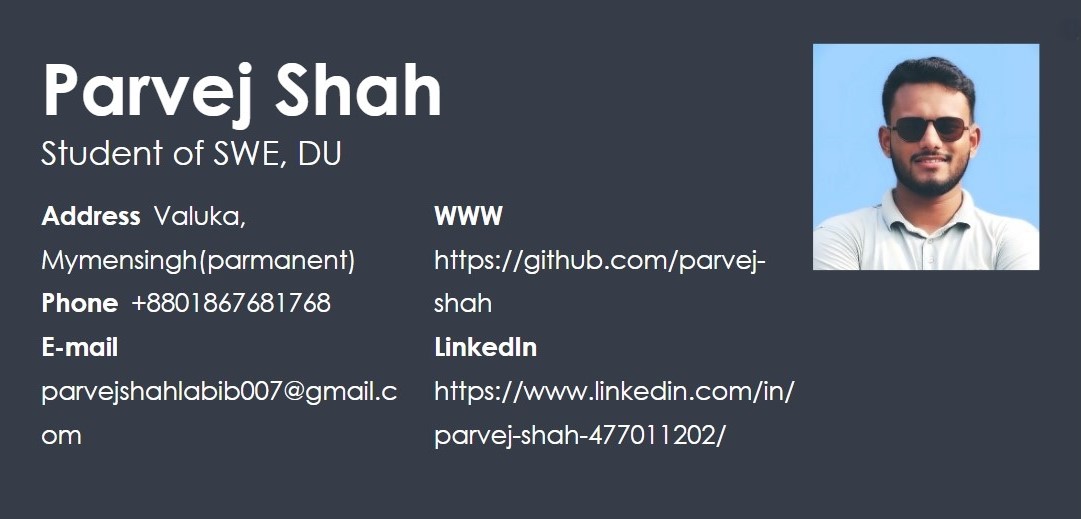 Parvej Shah
Student of SWE, DU
Address Valuka,
Mymensingh(parmanent)
Phone +8801867681768
E-mail
parvejshahlabib007@gmail.c
om
WWW
https://github.com/parvej-
shah
LinkedIn
https://www.linkedin.com/in/
parvej-shah-477011202/